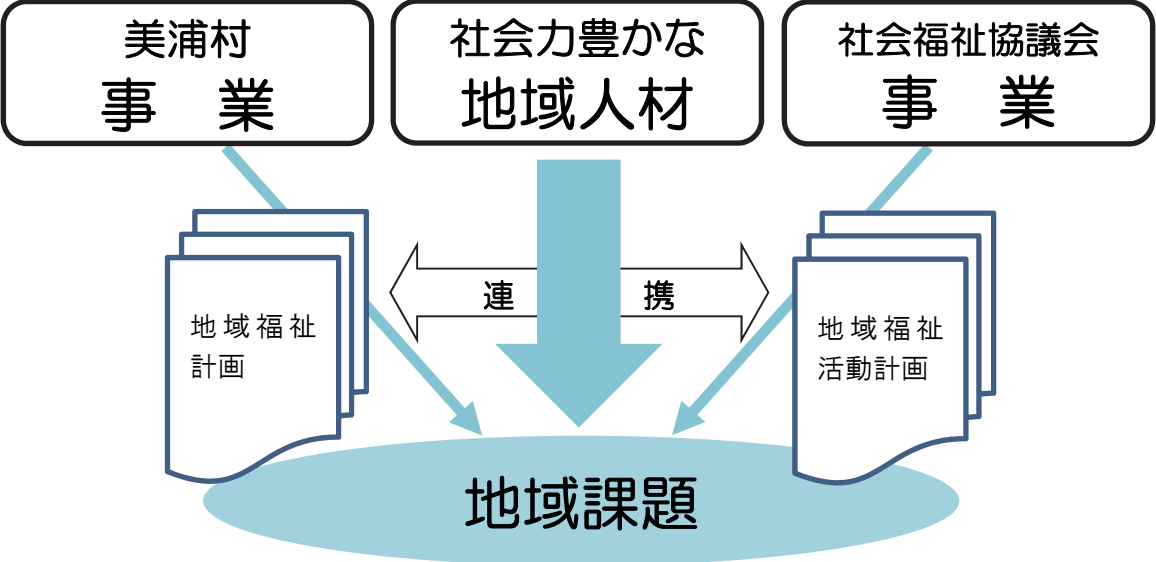 美浦村
事　業
社会力豊かな
地域人材
社会福祉協議会
事　業
連　携
地域福祉
計画
地域福祉
活動計画
地域課題